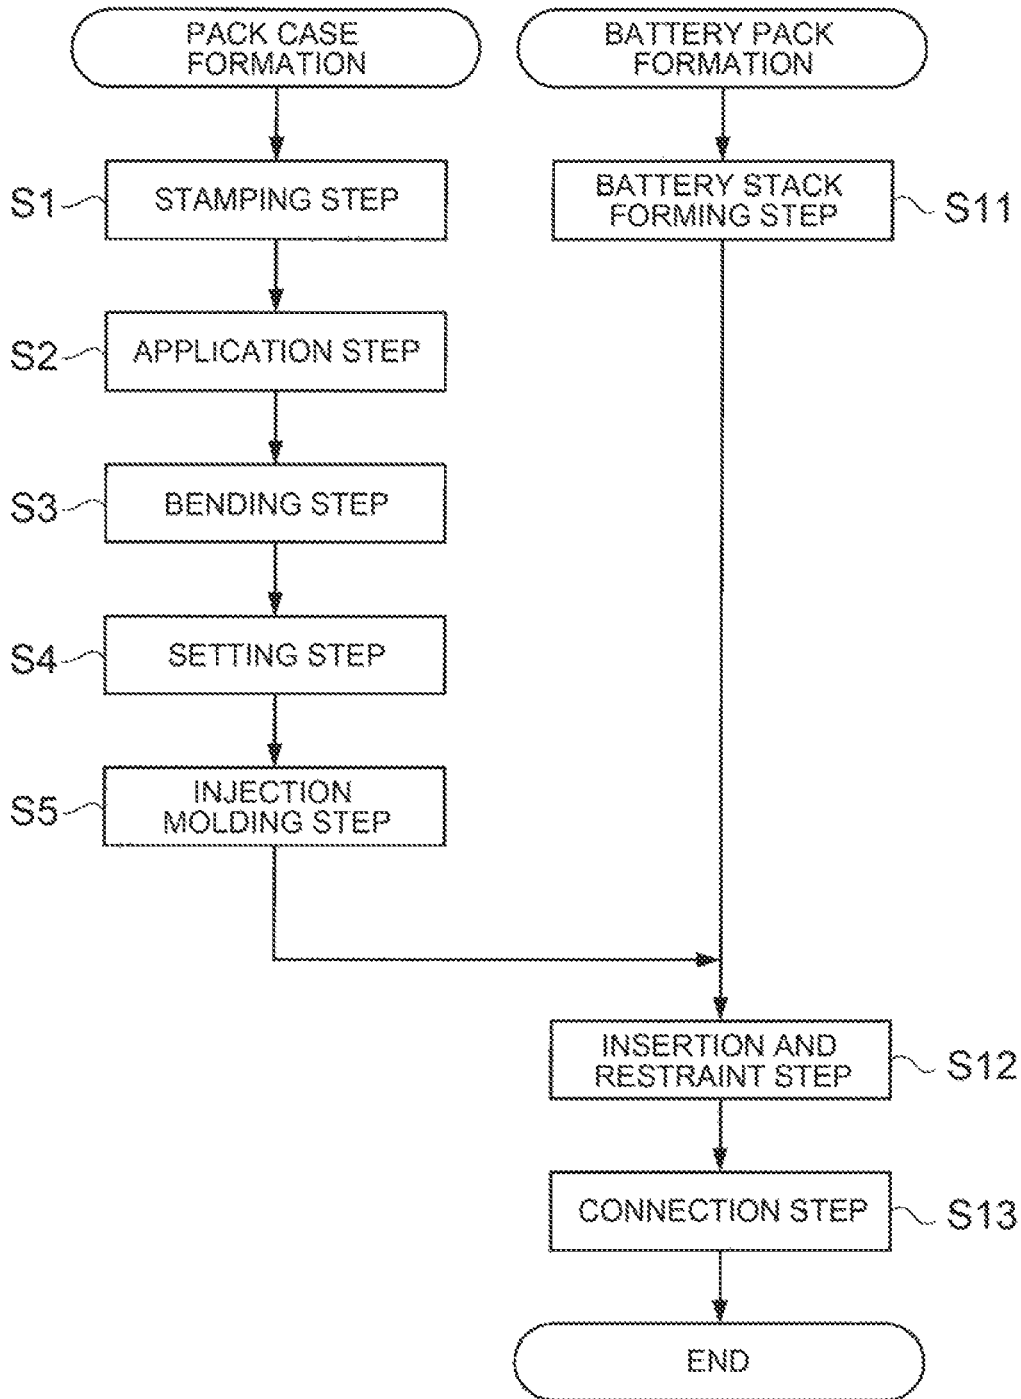 PACK CASE
FORMATION
S1
STAMPING STEP
S2
APPLICATION STEP
S3
BENDING STEP
S4
SETTING STEP
S5
INJECTION
MOLDING STEP
BATTERY PACK
FORMATION
BATTERY STACK
FORMING STEP
S11
INSERTION AND
RESTRAINT STEP
S12
CONNECTION STEP
S13
END